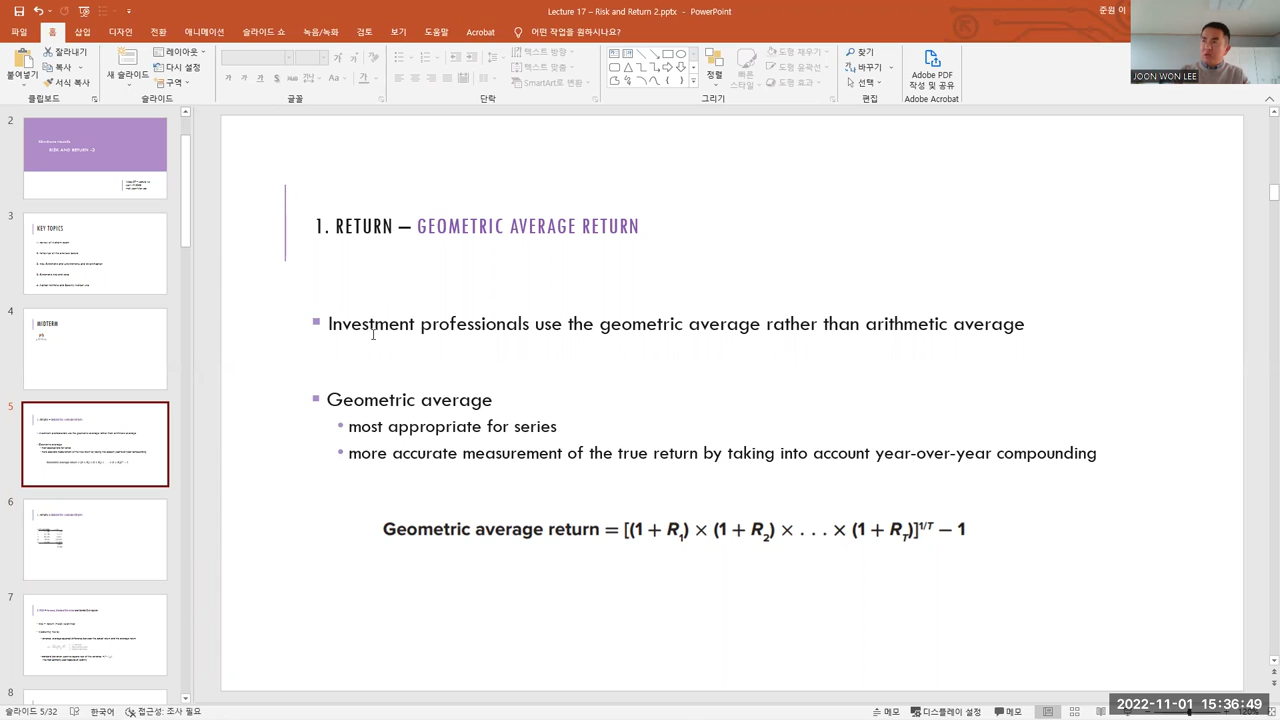 Lecture 17 – Risk and Return 2.pptx - PowerPoint
준원 이
파일 홈 삽입 디자인 전환 애니메이션 슬라이드 쇼 녹음/녹화 검토 보기 도움말 Acrobat 어떤 작업을 원하시나요?
붙여넣기
잘라내기
복사
서식 복사
클립보드
새 슬라이드
레이아웃
다시 설정
구역
슬라이드
글꼴
텍스트 방향
텍스트 맞춤
SmartArt로 변환
단락
정렬
빠른 스타일
도형 채우기
도형 윤곽선
도형 효과
그리기
찾기
바꾸기
선택
편집
Adobe PDF
작성 및 공유
Adobe Acrobat
JOON WON LEE
2
RISK AND RETURN -2
3
KEY TOPICS
4
MIDTERM
5
6
7
8
1. RETURN – GEOMETRIC AVERAGE RETURN
Investment professionals use the geometric average rather than arithmetic average
Geometric average
most appropriate for series
more accurate measurement of the true return by taking into account year-over-year compounding
Geometric average return = [(1 + R₁) × (1 + R₂) × . . . × (1 + R_T)]^1/T − 1
슬라이드 5/32 한국어 접근성: 조사 필요
메모 디스플레이 설정 메모
2022-11-01 15:36:49